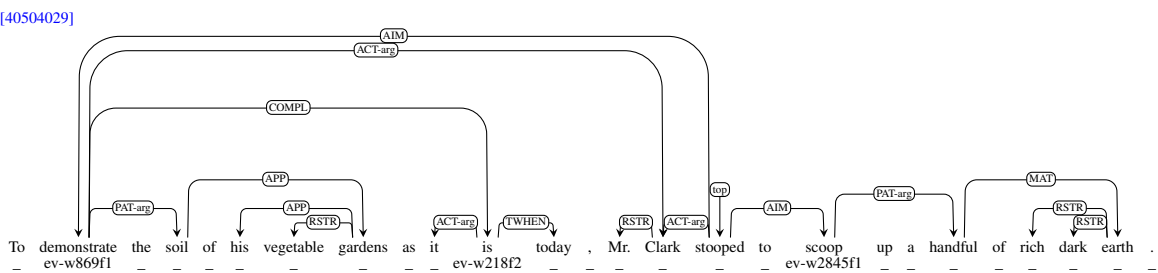 [40504029]
AIM
ACT-arg
COMPL
APP top
PAT-arg APP RSTR ACT-arg TWHEN RSTR ACT-arg AIM PAT-arg MAT RSTR RSTR
To demonstrate the soil of his vegetable gardens as it is today , Mr. Clark stooped to scoop up a handful of rich dark earth .
_ ev-w869f1 _ _ _ _ _ _ _ _ ev-w218f2 _ _ _ _ _ _ ev-w2845f1 _ _ _ _ _ _ _ _